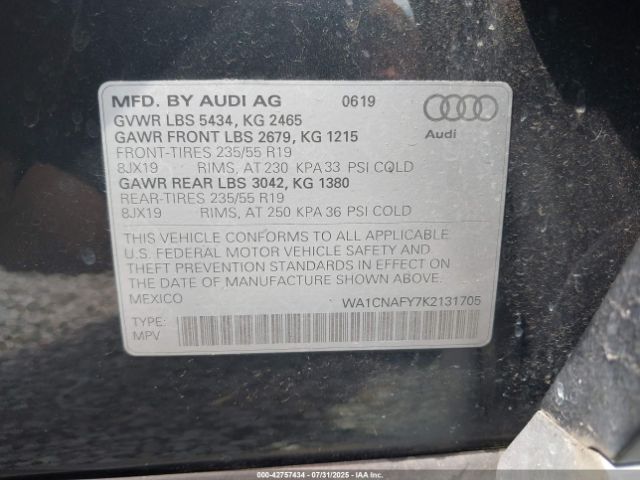 MFD. BY AUDI AG 0619
GVWR LBS 5434, KG 2465
GAWR FRONT LBS 2679, KG 1215
FRONT-TIRES 235/55 R19
8JX19 RIMS, AT 230 KPA 33 PSI COLD
GAWR REAR LBS 3042, KG 1380
REAR-TIRES 235/55 R19
8JX19 RIMS, AT 250 KPA 36 PSI COLD
Audi
THIS VEHICLE CONFORMS TO ALL APPLICABLE
U.S. FEDERAL MOTOR VEHICLE SAFETY AND
THEFT PREVENTION STANDARDS IN EFFECT ON THE
DATE OF MANUFACTURE SHOWN ABOVE.
MEXICO WA1CNAFY7K2131705
TYPE:
MPV
000-42757434 - 07/31/2025 - IAAI.COM